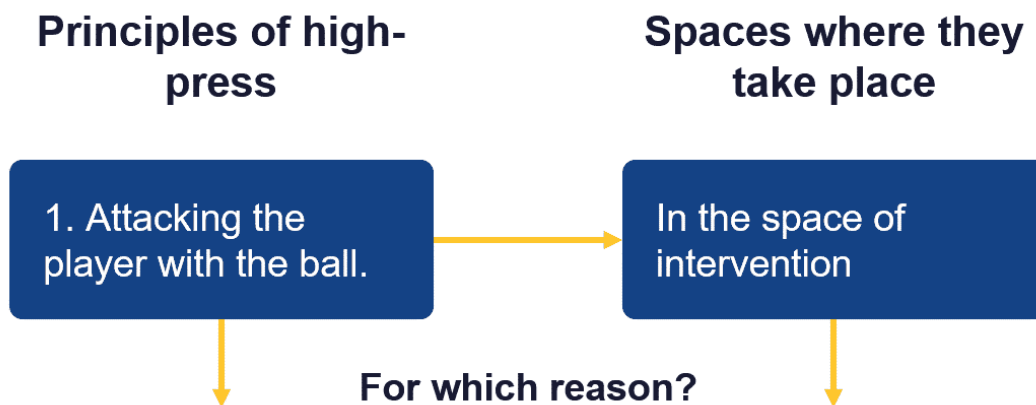 Principles of high-
press
Spaces where they
take place
1. Attacking the
player with the ball.
In the space of
intervention
For which reason?